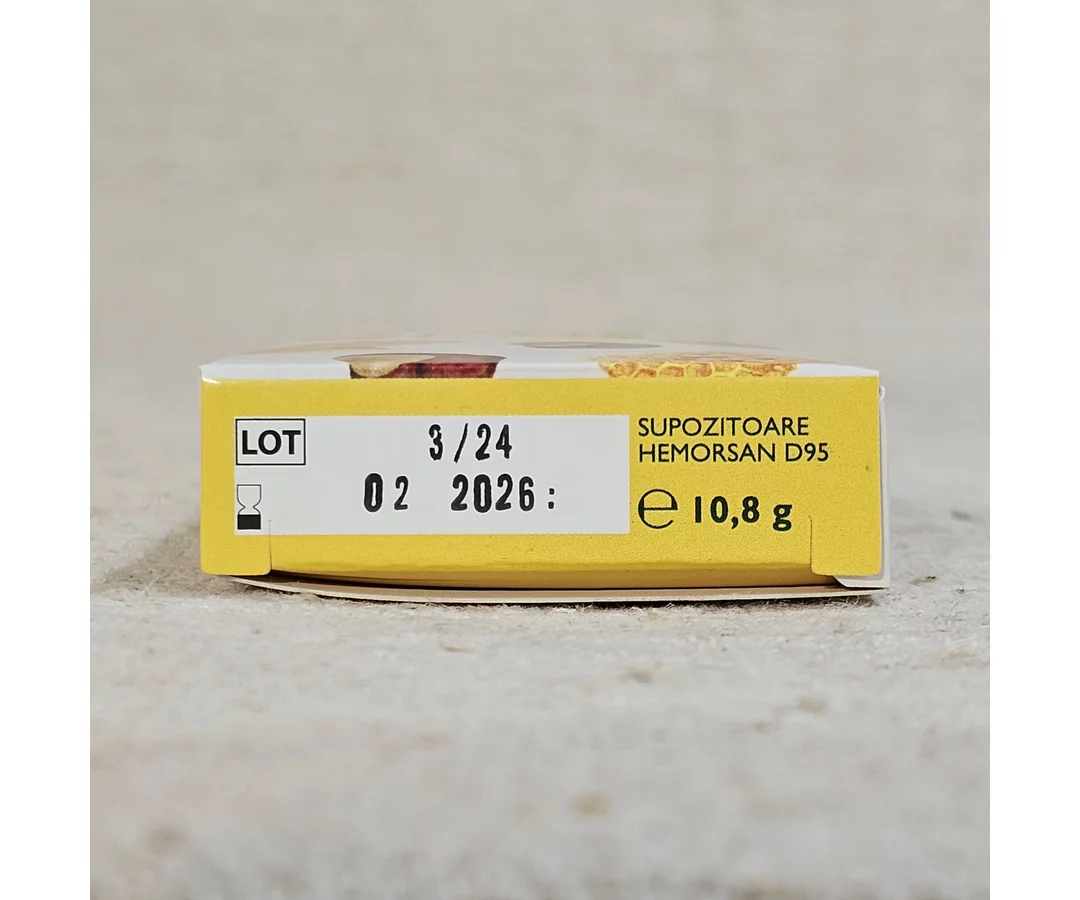 LOT
3/24
02 2026:
SUPOZITOARE
HEMORSAN D95
℮ 10,8 g